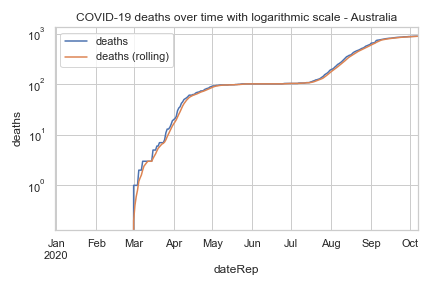 COVID-19 deaths over time with logarithmic scale - Australia
deaths
deaths (rolling)
10³
10²
10¹
10⁰
deaths
Jan Feb Mar Apr May Jun Jul Aug Sep Oct
2020
dateRep